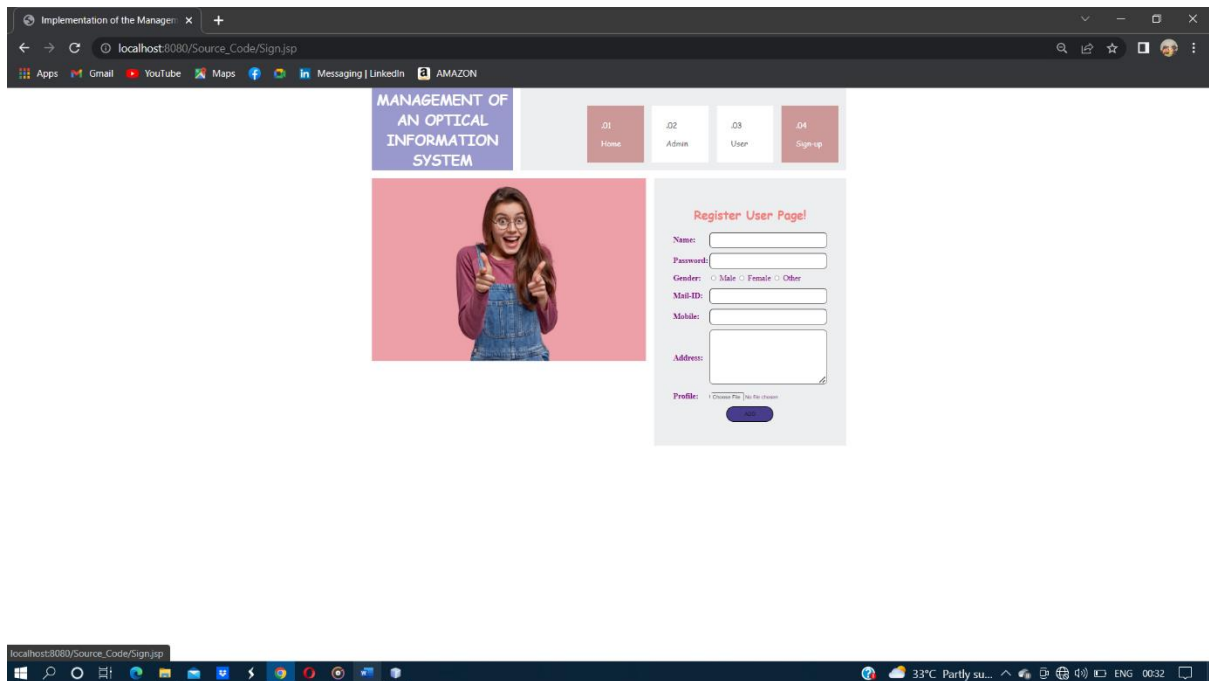 Implementation of the Managem
localhost:8080/Source_Code/Sign.jsp
Apps Gmail YouTube Maps Messaging | LinkedIn AMAZON
MANAGEMENT OF
AN OPTICAL
INFORMATION
SYSTEM
.01 .02 .03 .04
Home Admin User Sign-up
Register User Page!
Name:
Password:
Gender: Male Female Other
Mail-ID:
Mobile:
Address:
Profile: Choose File No file chosen
ADD
localhost:8080/Source_Code/Sign.jsp
33°C Partly su... ENG 00:32